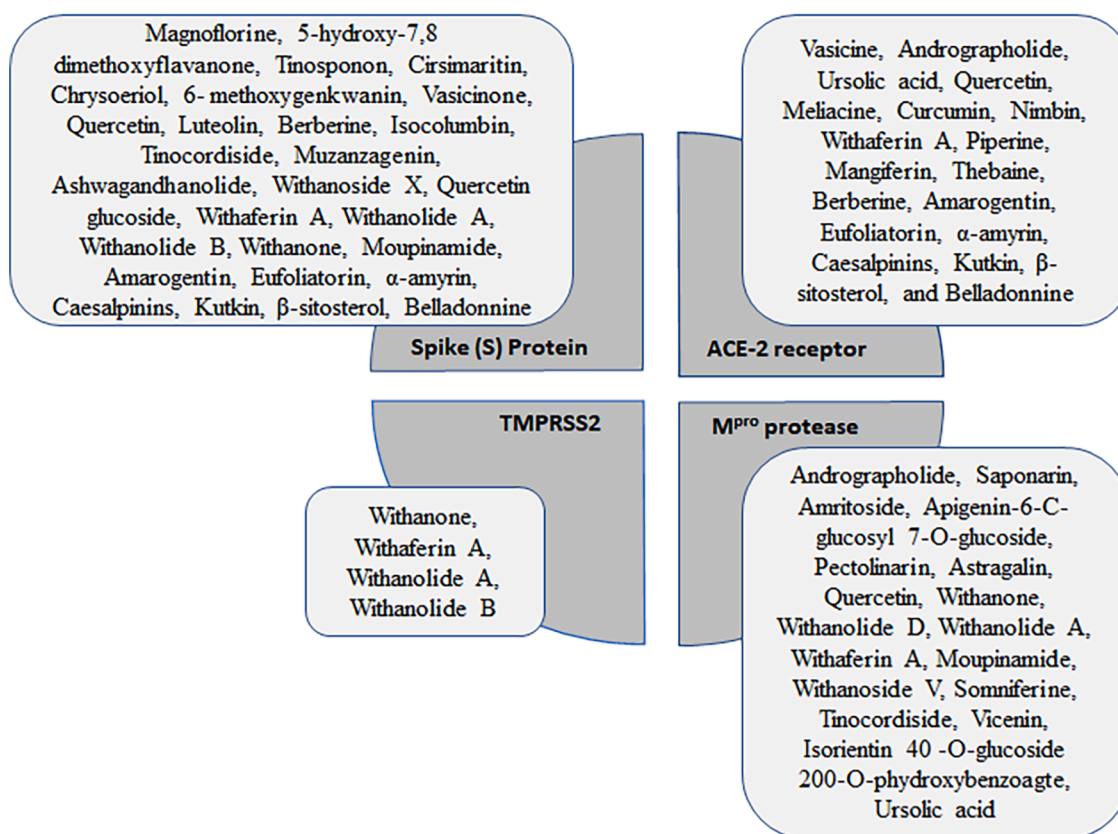 Magnoflorine, 5-hydroxy-7,8
dimethoxyflavanone, Tinosponon, Cirsimaritin,
Chrysoeriol, 6- methoxygenkwanin, Vasicinone,
Quercetin, Luteolin, Berberine, Isocolumbin,
Tinocordiside, Muzanzagenin,
Ashwagandhanolide, Withanoside X, Quercetin
glucoside, Withaferin A, Withanolide A,
Withanolide B, Withanone, Moupinamide,
Amarogentin, Eufoliatorin, α-amyrin,
Caesalpinins, Kutkin, β-sitosterol, Belladonnine
Spike (S) Protein
Vasicine, Andrographolide,
Ursolic acid, Quercetin,
Meliacine, Curcumin, Nimbin,
Withaferin A, Piperine,
Mangiferin, Thebaine,
Berberine, Amarogentin,
Eufoliatorin, α-amyrin,
Caesalpinins, Kutkin, β-
sitosterol, and Belladonnine
ACE-2 receptor
TMPRSS2
Withanone,
Withaferin A,
Withanolide A,
Withanolide B
Mᵖʳᵒ protease
Andrographolide, Saponarin,
Amritoside, Apigenin-6-C-
glucosyl 7-O-glucoside,
Pectolinarin, Astragalin,
Quercetin, Withanone,
Withanolide D, Withanolide A,
Withaferin A, Moupinamide,
Withanoside V, Somniferine,
Tinocordiside, Vicenin,
Isorientin 40 -O-glucoside
200-O-phydroxybenzoagte,
Ursolic acid